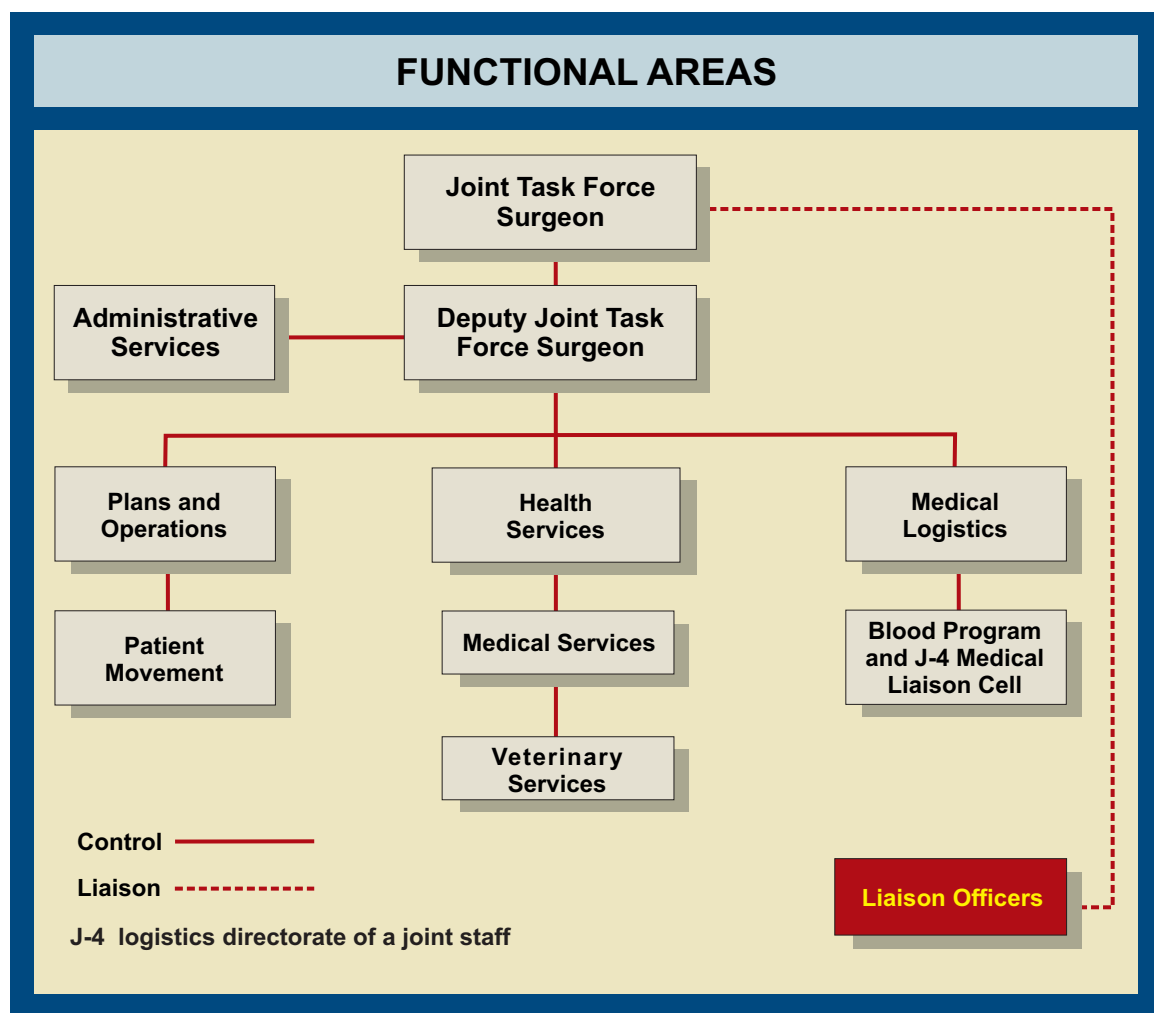 FUNCTIONAL AREAS
Joint Task Force
Surgeon
Administrative
Services
Deputy Joint Task
Force Surgeon
Plans and
Operations
Health
Services
Medical
Logistics
Patient
Movement
Medical Services
Blood Program
and J-4 Medical
Liaison Cell
Veterinary
Services
Control
Liaison
Liaison Officers
J-4 logistics directorate of a joint staff